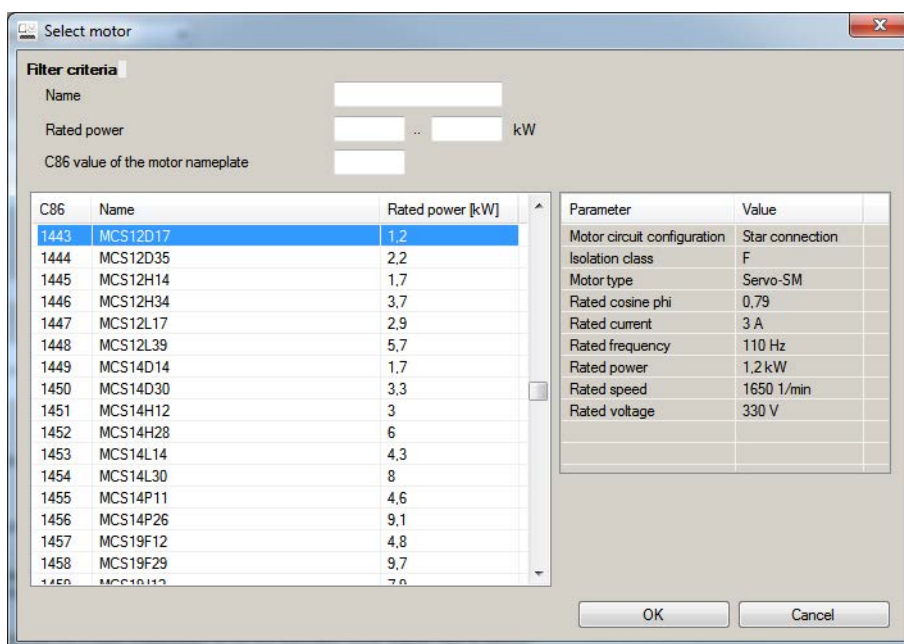 Select motor
Filter criteria
Name
Rated power .. kW
C86 value of the motor nameplate
C86 Name Rated power [kW]
1443 MCS12D17 1,2
1444 MCS12D35 2,2
1445 MCS12H14 1,7
1446 MCS12H34 3,7
1447 MCS12L17 2,9
1448 MCS12L39 5,7
1449 MCS14D14 1,7
1450 MCS14D30 3,3
1451 MCS14H12 3
1452 MCS14H28 6
1453 MCS14L14 4,3
1454 MCS14L30 8
1455 MCS14P11 4,6
1456 MCS14P26 9,1
1457 MCS19F12 4,8
1458 MCS19F29 9,7
Parameter Value
Motor circuit configuration Star connection
Isolation class F
Motor type Servo-SM
Rated cosine phi 0,79
Rated current 3 A
Rated frequency 110 Hz
Rated power 1,2 kW
Rated speed 1650 1/min
Rated voltage 330 V
OK Cancel